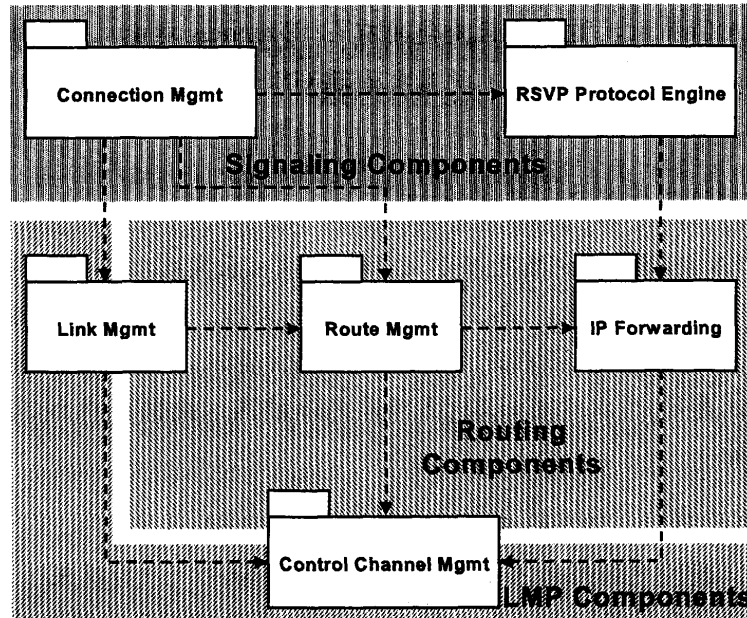 Connection Mgmt
RSVP Protocol Engine
Signaling Components
Link Mgmt
Route Mgmt
IP Forwarding
Routing
Components
Control Channel Mgmt
LMP Components